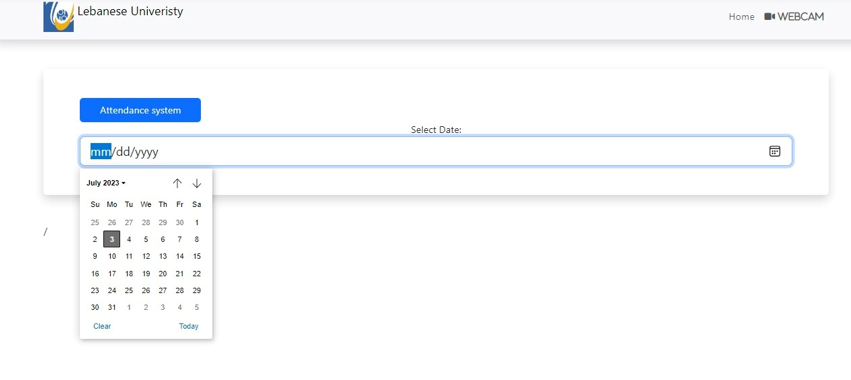 Lebanese Univeristy
Home WEBCAM
Attendance system
Select Date:
mm/dd/yyyy
July 2023
Su Mo Tu We Th Fr Sa
25 26 27 28 29 30 1
2 3 4 5 6 7 8
9 10 11 12 13 14 15
16 17 18 19 20 21 22
23 24 25 26 27 28 29
30 31 1 2 3 4 5
Clear Today
/